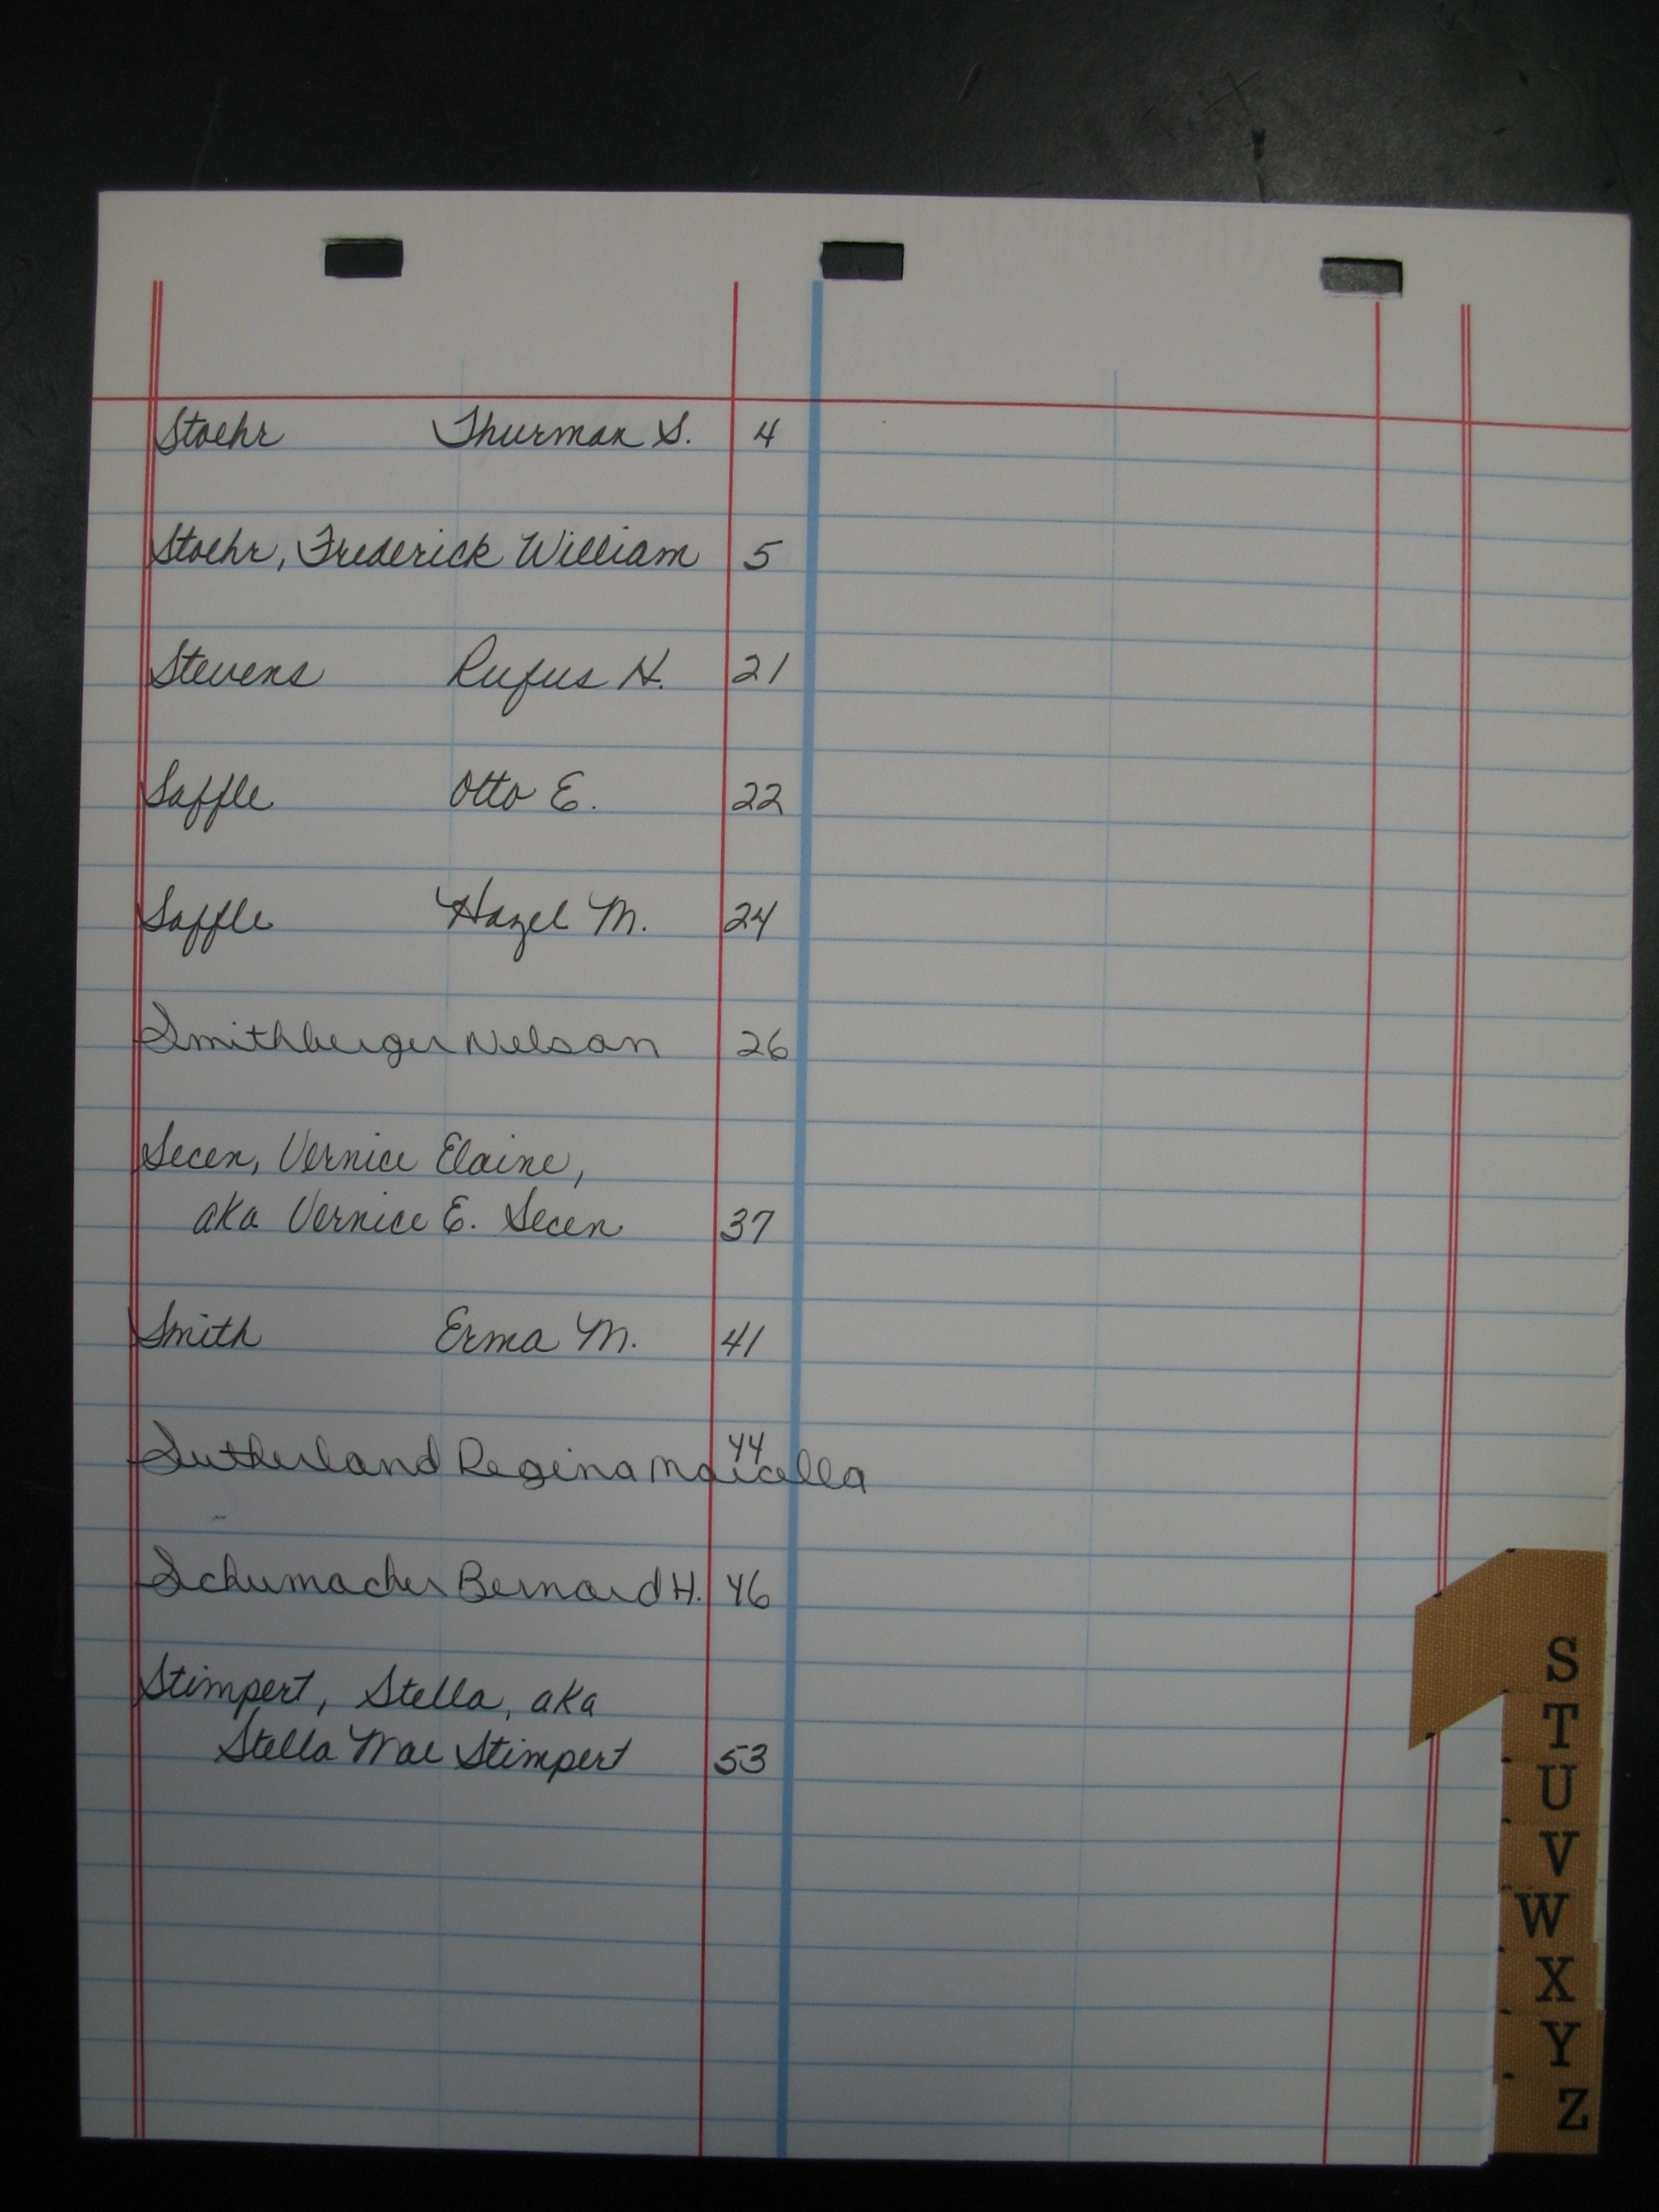 Stoehr Thurman S. 4
Stoehr, Frederick William 5
Stevens Rufus H. 21
Saffle Otto E. 22
Saffle Hazel M. 24
Smithberger Nelson 26
Secen, Vernice Elaine,
aka Vernice E. Secen 37
Smith Erma M. 41
Sutherland Regina Marcella 44
Schumacher Bernard H. 46
Stimpert, Stella, aka
Stella Mae Stimpert 53
S
T
U
V
W
X
Y
Z